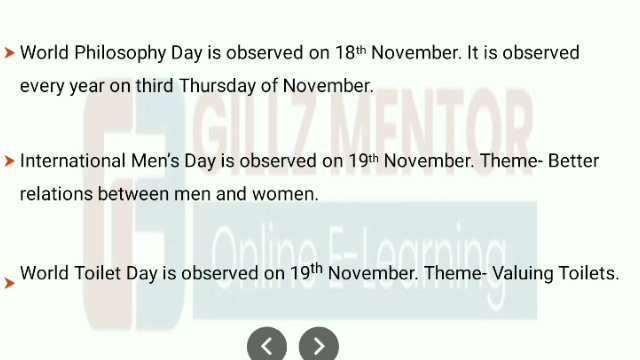 World Philosophy Day is observed on 18th November. It is observed
every year on third Thursday of November.
International Men's Day is observed on 19th November. Theme- Better
relations between men and women.
World Toilet Day is observed on 19th November. Theme- Valuing Toilets.
GILLZ MENTOR
Online E-Learning